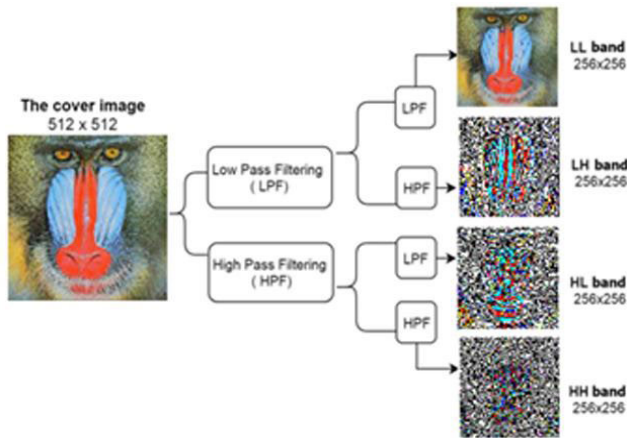 The cover image
512 x 512
Low Pass Filtering
( LPF)
High Pass Filtering
( HPF)
LPF
HPF
LPF
HPF
LL band
256x256
LH band
256x256
HL band
256x256
HH band
256x256